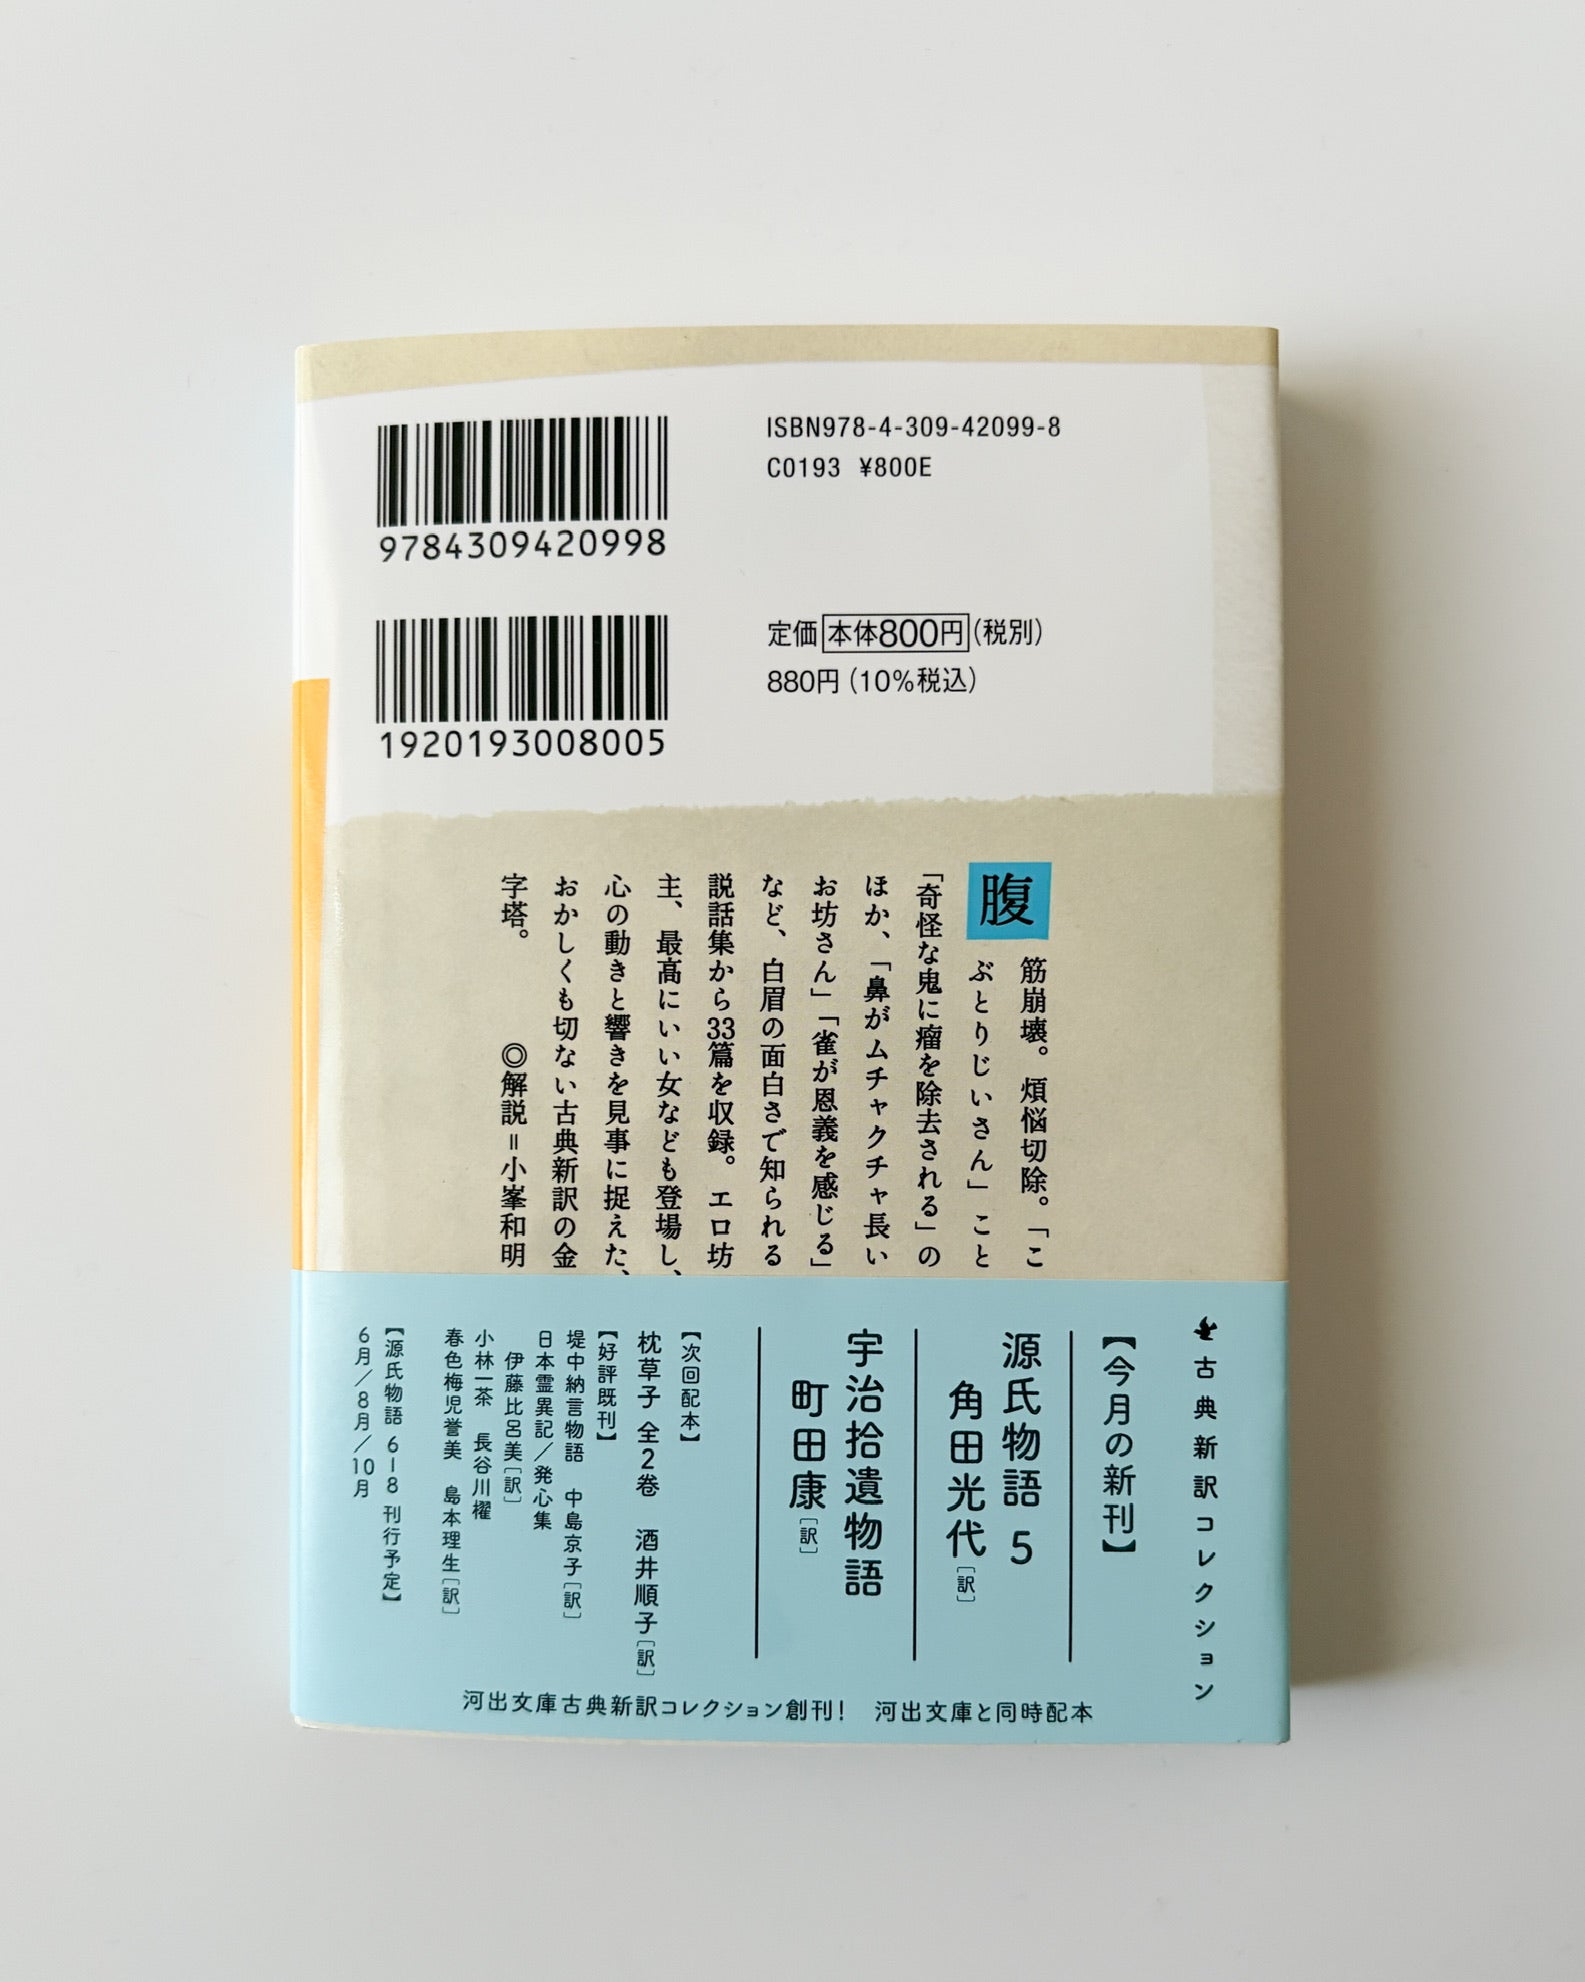 9784309420998
1920193008005
ISBN978-4-309-42099-8
C0193 ¥800E
定価本体800円(税別)
880円(10%税込)
腹筋崩壊。煩悩切除。「こ
ぶとりじいさん」こと
「奇怪な鬼に瘤を除去される」の
ほか、「鼻がムチャクチャ長い
お坊さん」「雀が恩義を感じる」
など、白眉の面白さで知られる
説話集から33篇を収録。エロ坊
主、最高にいい女なども登場し、
心の動きと響きを見事に捉えた、
おかしくも切ない古典新訳の金
字塔。 ◎解説=小峯和明
古典新訳コレクション
【今月の新刊】
源氏物語 5
角田光代[訳]
宇治拾遺物語
町田康[訳]
【次回配本】
枕草子 全2巻 酒井順子[訳]
【好評既刊】
堤中納言物語 中島京子[訳]
日本霊異記/発心集
伊藤比呂美[訳]
小林一茶 長谷川櫂
春色梅児誉美 島本理生[訳]
【源氏物語 6-8 刊行予定】
6月/8月/10月
河出文庫古典新訳コレクション創刊! 河出文庫と同時配本